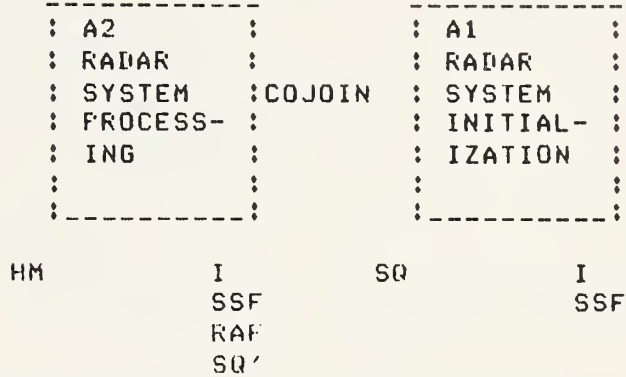 A2 A1
RADAR RADAR
SYSTEM COJOIN SYSTEM
PROCESS- INITIAL-
ING IZATION
HM I SQ I
SSF SSF
RAF
SQ'